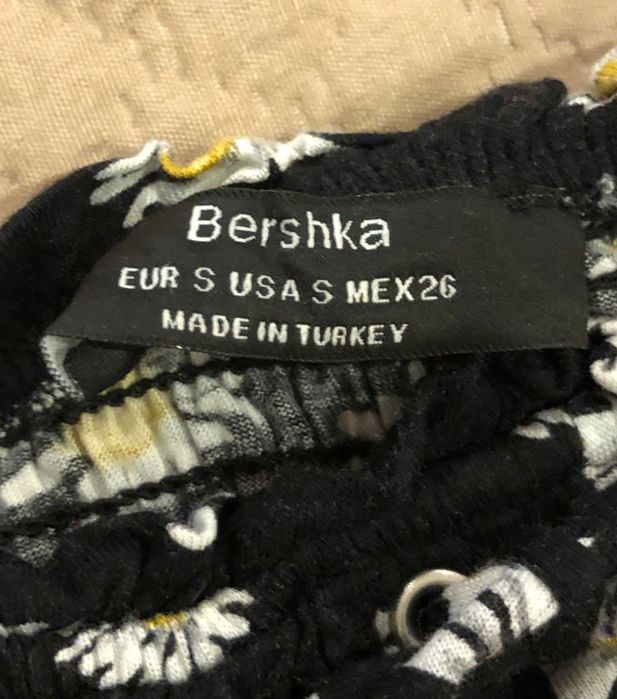 Bershka
EUR S USA S MEX 26
MADE IN TURKEY